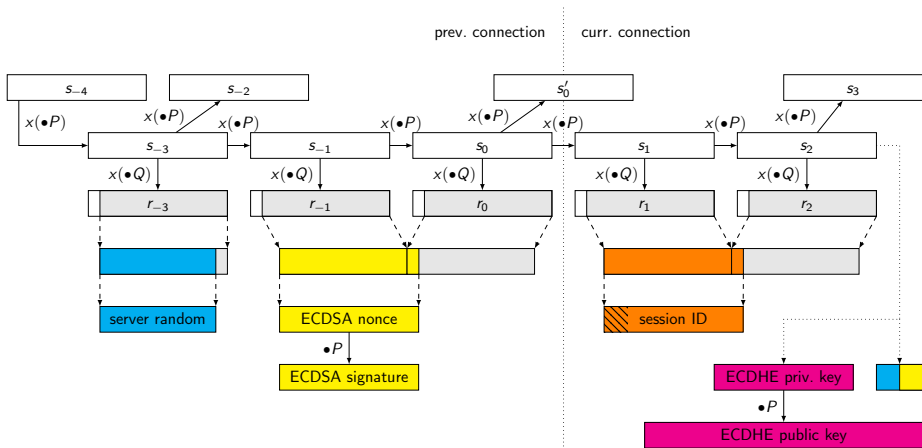 prev. connection curr. connection
s₋₄ s₋₂ s′₀ s₃
x(•P) x(•P) x(•P) x(•P) x(•P) x(•P) x(•P) x(•P)
s₋₃ s₋₁ s₀ s₁ s₂
x(•Q) x(•Q) x(•Q) x(•Q) x(•Q)
r₋₃ r₋₁ r₀ r₁ r₂
server random ECDSA nonce session ID
•P
ECDSA signature ECDHE priv. key
•P
ECDHE public key